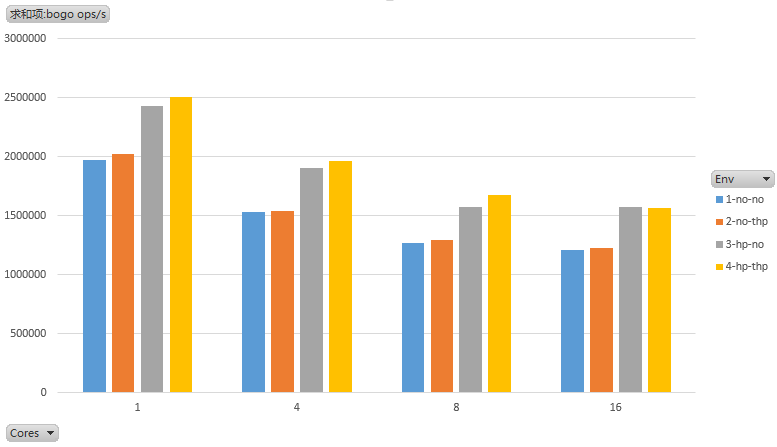 求和项:bogo ops/s
3000000
2500000
2000000
1500000
1000000
500000
0
1 4 8 16
Env
1-no-no
2-no-thp
3-hp-no
4-hp-thp
Cores